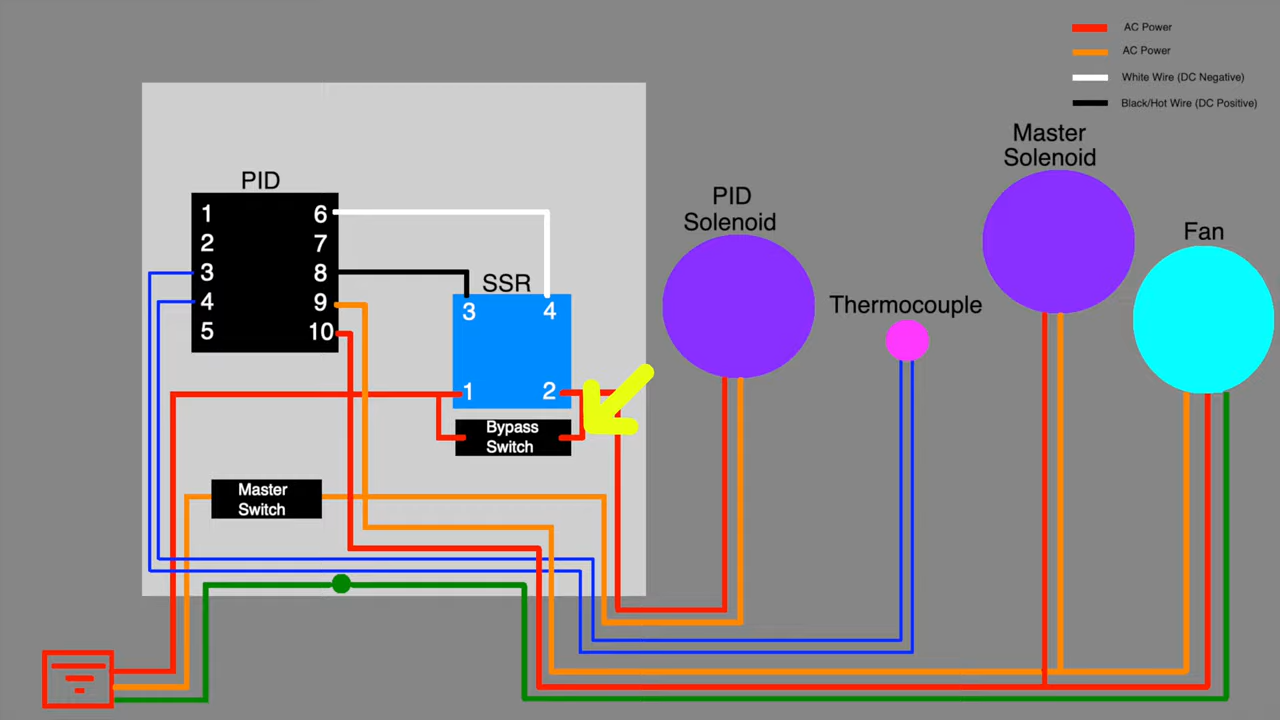 AC Power
AC Power
White Wire (DC Negative)
Black/Hot Wire (DC Positive)
Master
Solenoid
PID
PID
Solenoid
Fan
1 6
2 7
3 8
4 9
5 10
SSR
3 4
1 2
Thermocouple
Bypass
Switch
Master
Switch